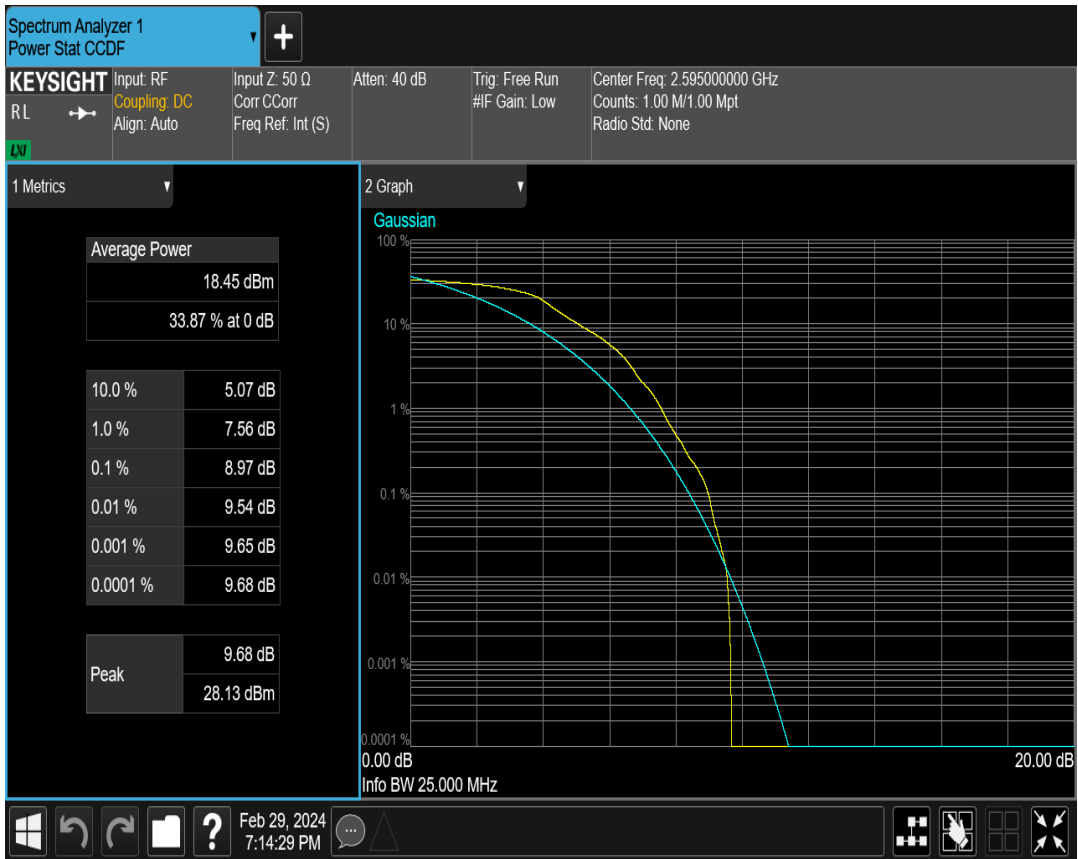 Spectrum Analyzer 1
Power Stat CCDF
+
KEYSIGHT
RL
LXI
Input: RF
Coupling: DC
Align: Auto
Input Z: 50 Ω
Corr CCorr
Freq Ref: Int (S)
Atten: 40 dB
Trig: Free Run
#IF Gain: Low
Center Freq: 2.595000000 GHz
Counts: 1.00 M/1.00 Mpt
Radio Std: None
1 Metrics
Average Power
18.45 dBm
33.87 % at 0 dB
10.0 % 5.07 dB
1.0 % 7.56 dB
0.1 % 8.97 dB
0.01 % 9.54 dB
0.001 % 9.65 dB
0.0001 % 9.68 dB
Peak
9.68 dB
28.13 dBm
2 Graph
Gaussian
100 %
10 %
1 %
0.1 %
0.01 %
0.001 %
0.0001 %
0.00 dB 20.00 dB
Info BW 25.000 MHz
?
Feb 29, 2024
7:14:29 PM